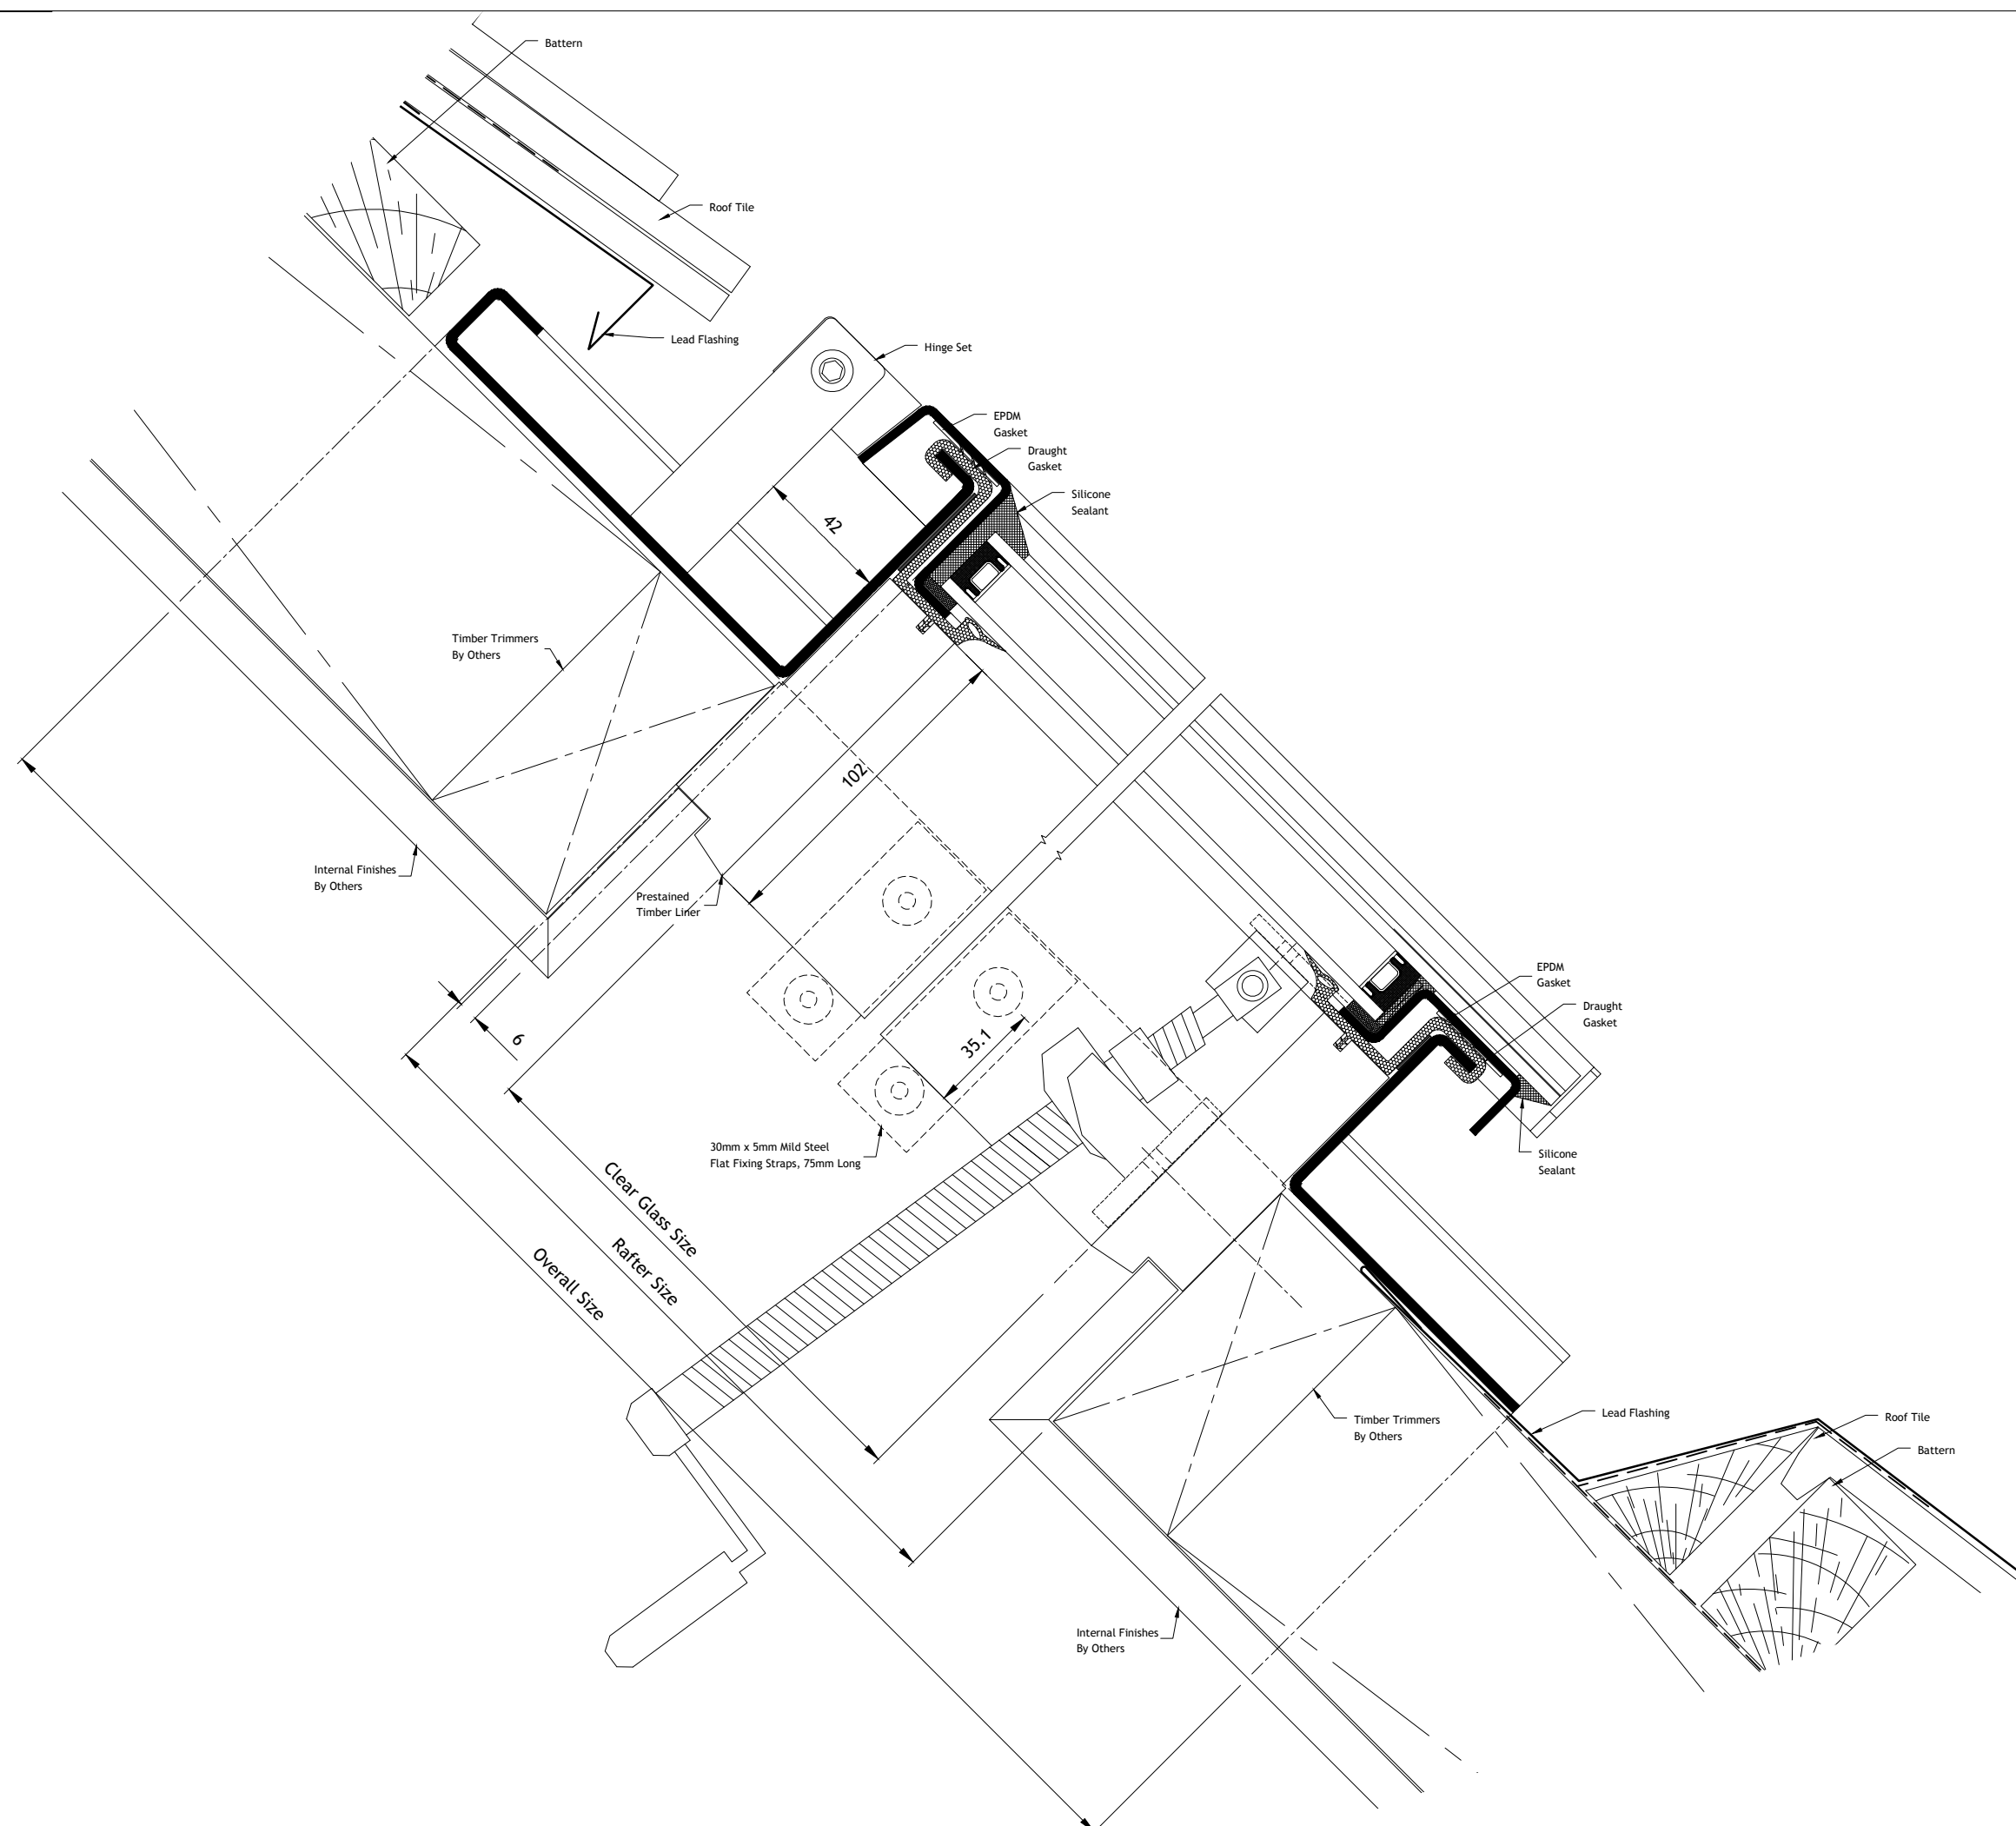 Battern
Roof Tile
Lead Flashing
Hinge Set
EPDM
Gasket
Draught
Gasket
Silicone
Sealant
42
Timber Trimmers
By Others
102
Internal Finishes
By Others
Prestained
Timber Liner
6
35.1
EPDM
Gasket
Draught
Gasket
30mm x 5mm Mild Steel
Flat Fixing Straps, 75mm Long
Silicone
Sealant
Clear Glass Size
Rafter Size
Overall Size
Timber Trimmers
By Others
Lead Flashing
Roof Tile
Battern
Internal Finishes
By Others